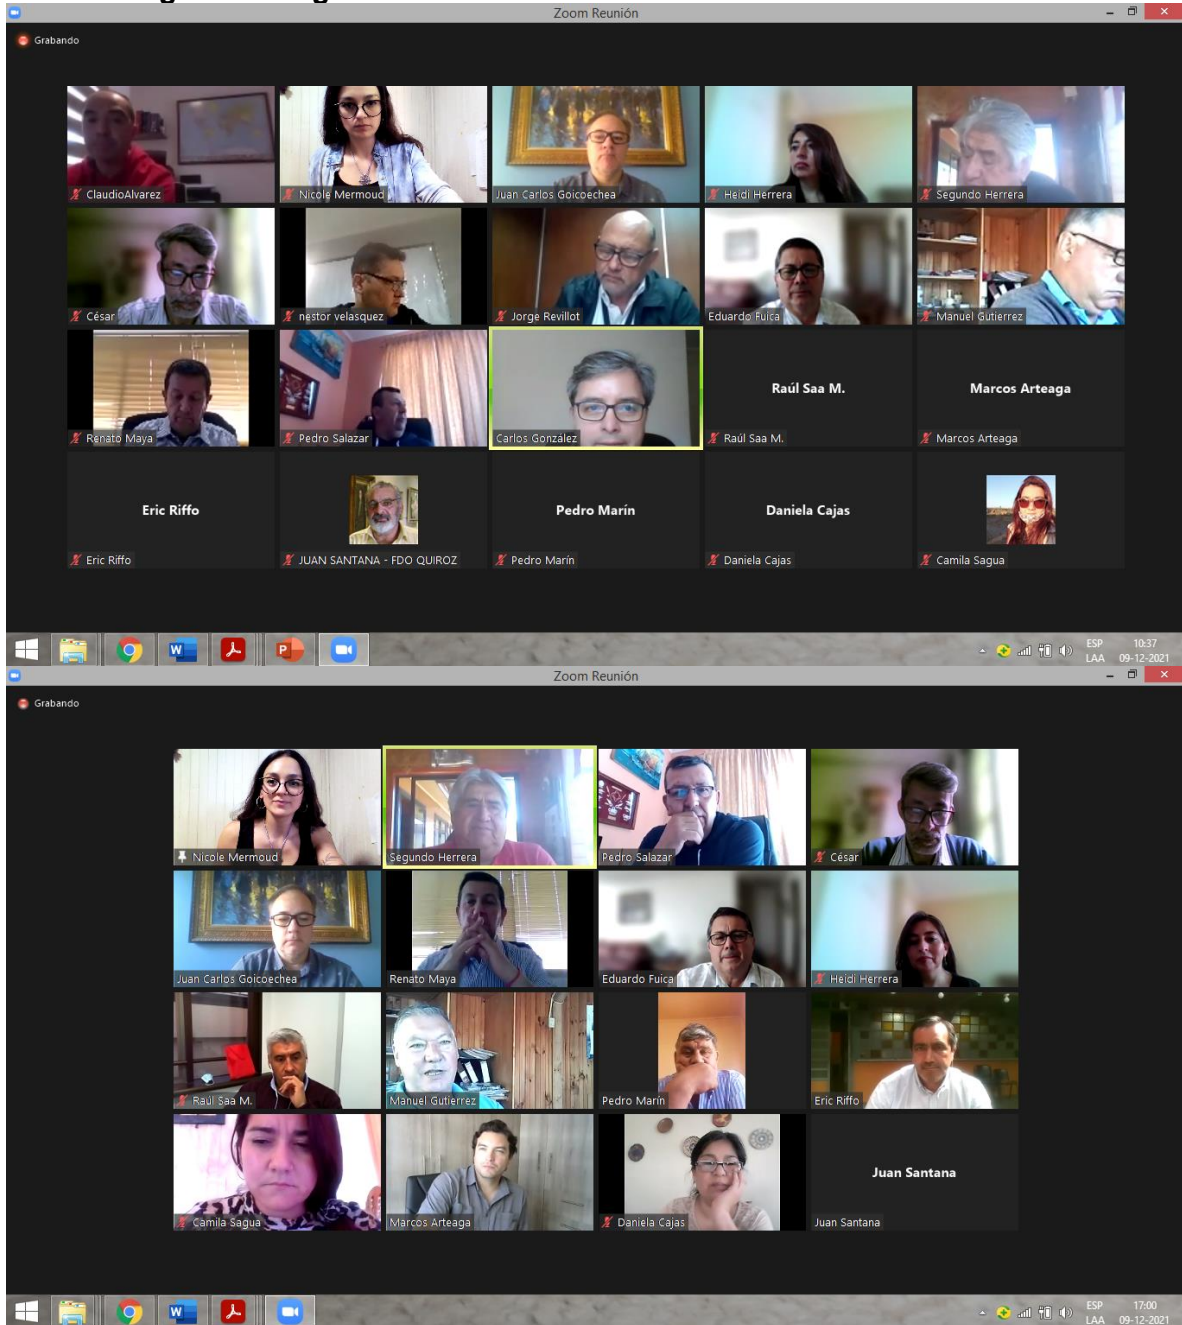 Zoom Reunión
Grabando
ClaudioAlvarez
Nicole Mermoud
Juan Carlos Goicoechea
Heidi Herrera
Segundo Herrera
César
nestor velasquez
Jorge Revillot
Eduardo Fuica
Manuel Gutierrez
Renato Maya
Pedro Salazar
Carlos González
Raúl Saa M.
Raúl Saa M.
Marcos Arteaga
Marcos Arteaga
Eric Riffo
Eric Riffo
JUAN SANTANA - FDO QUIROZ
Pedro Marín
Pedro Marín
Daniela Cajas
Daniela Cajas
Camila Sagua
ESP 10:37
LAA 09-12-2021
Zoom Reunión
Grabando
Nicole Mermoud
Segundo Herrera
Pedro Salazar
César
Juan Carlos Goicoechea
Renato Maya
Eduardo Fuica
Heidi Herrera
Raúl Saa M.
Manuel Gutierrez
Pedro Marín
Eric Riffo
Camila Sagua
Marcos Arteaga
Daniela Cajas
Juan Santana
Juan Santana
ESP 17:00
LAA 09-12-2021